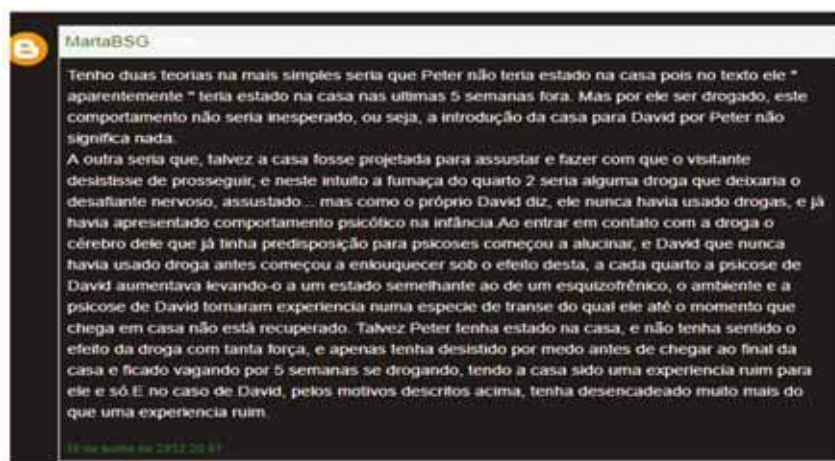 MartaBSG
Tenho duas teorias na mais simples seria que Peter não teria estado na casa pois no texto ele "
aparentemente " teria estado na casa nas ultimas 5 semanas fora. Mas por ele ser drogado, este
comportamento não seria inesperado, ou seja, a introdução da casa para David por Peter não
significa nada.
A outra seria que, talvez a casa fosse projetada para assustar e fazer com que o visitante
desistisse de prosseguir, e neste intuito a fumaça do quarto 2 seria alguma droga que deixaria o
desafiante nervoso, assustado... mas como o próprio David diz, ele nunca havia usado drogas, e já
havia apresentado comportamento psicótico na infância.Ao entrar em contato com a droga o
cérebro dele que já tinha predisposição para psicoses começou a alucinar, e David que nunca
havia usado droga antes começou a enlouquecer sob o efeito desta, a cada quarto a psicose de
David aumentava levando-o a um estado semelhante ao de um esquizofrênico, o ambiente e a
psicose de David tornaram experiencia numa especie de transe do qual ele até o momento que
chega em casa não está recuperado. Talvez Peter tenha estado na casa, e não tenha sentido o
efeito da droga com tanta força, e apenas tenha desistido por medo antes de chegar ao final da
casa e ficado vagando por 5 semanas se drogando, tendo a casa sido uma experiencia ruim para
ele e só.E no caso de David, pelos motivos descritos acima, tenha desencadeado muito mais do
que uma experiencia ruim.
de junho de 2012